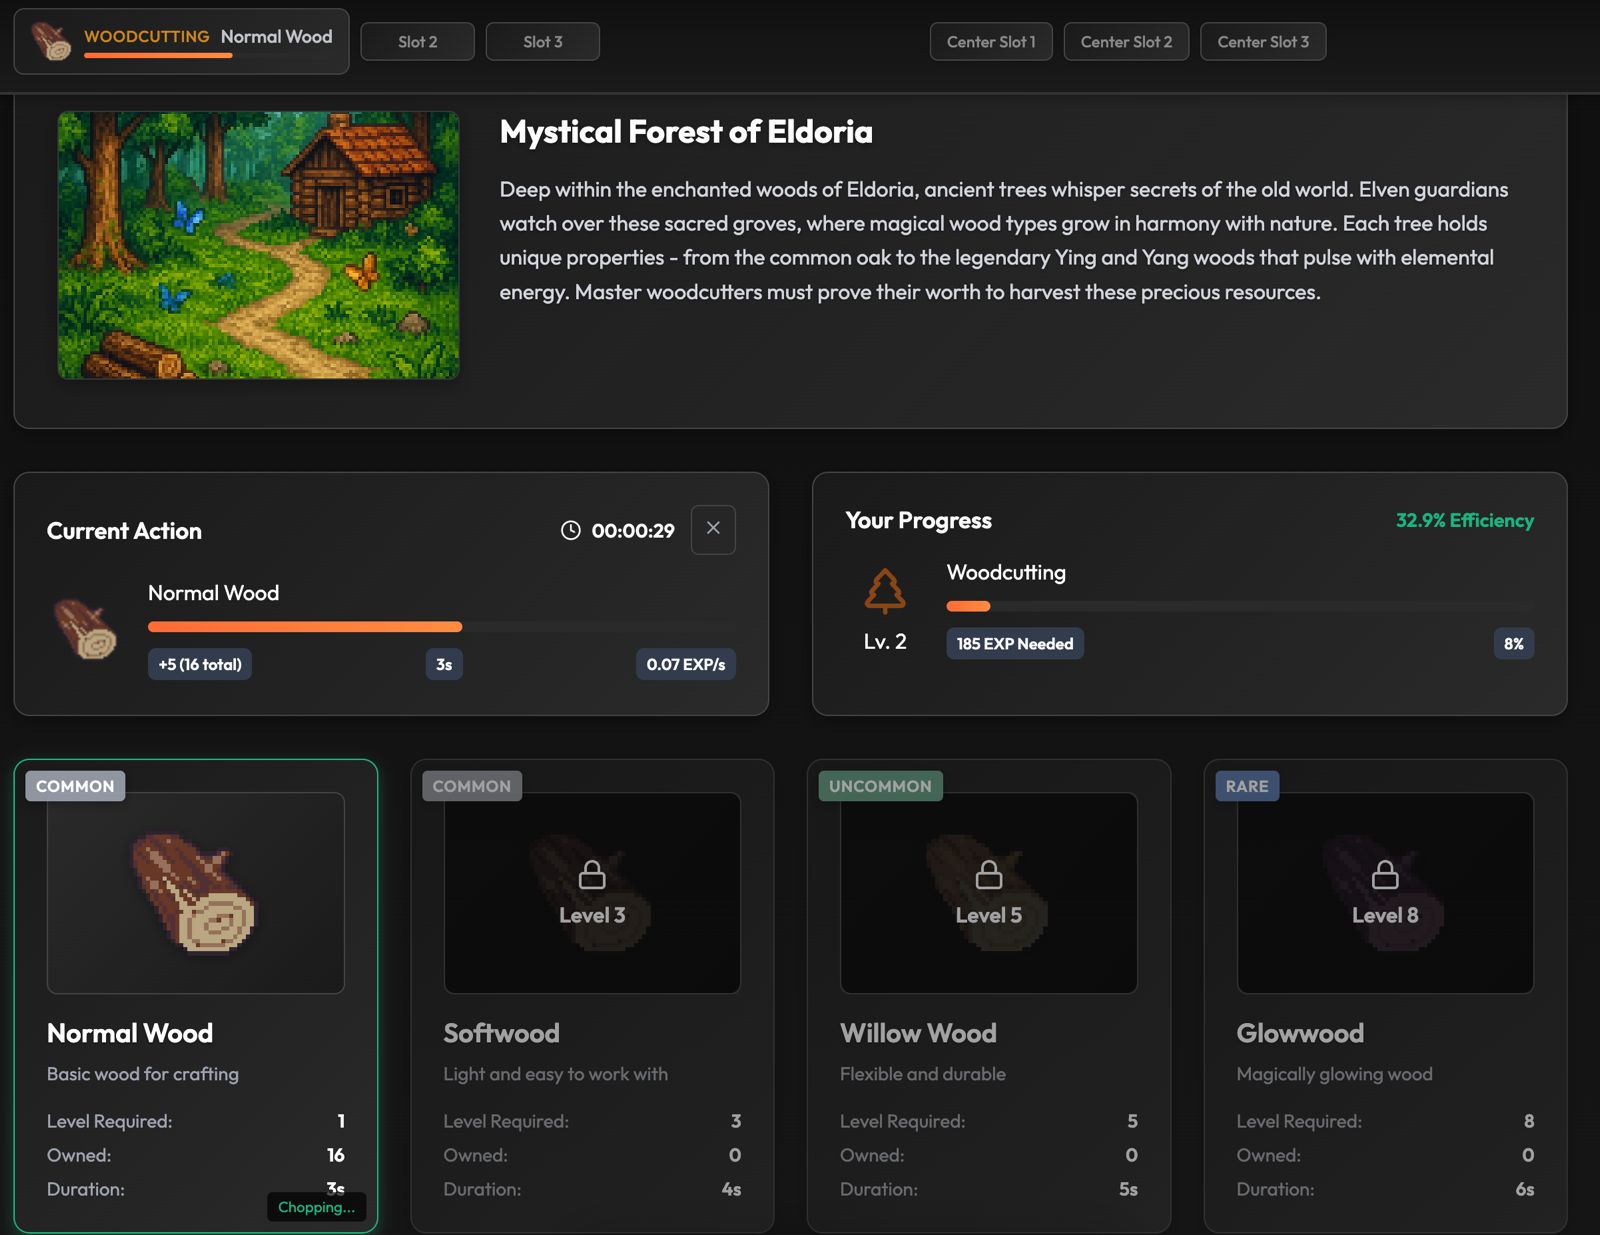 WOODCUTTING Normal Wood
Slot 2
Slot 3
Center Slot 1
Center Slot 2
Center Slot 3
Mystical Forest of Eldoria
Deep within the enchanted woods of Eldoria, ancient trees whisper secrets of the old world. Elven guardians
watch over these sacred groves, where magical wood types grow in harmony with nature. Each tree holds
unique properties - from the common oak to the legendary Ying and Yang woods that pulse with elemental
energy. Master woodcutters must prove their worth to harvest these precious resources.
Current Action
00:00:29
Normal Wood
+5 (16 total)
3s
0.07 EXP/s
Your Progress
32.9% Efficiency
Woodcutting
Lv. 2
185 EXP Needed
8%
COMMON
Normal Wood
Basic wood for crafting
Level Required: 1
Owned: 16
Duration: 3s
Chopping...
COMMON
Level 3
Softwood
Light and easy to work with
Level Required: 3
Owned: 0
Duration: 4s
UNCOMMON
Level 5
Willow Wood
Flexible and durable
Level Required: 5
Owned: 0
Duration: 5s
RARE
Level 8
Glowwood
Magically glowing wood
Level Required: 8
Owned: 0
Duration: 6s